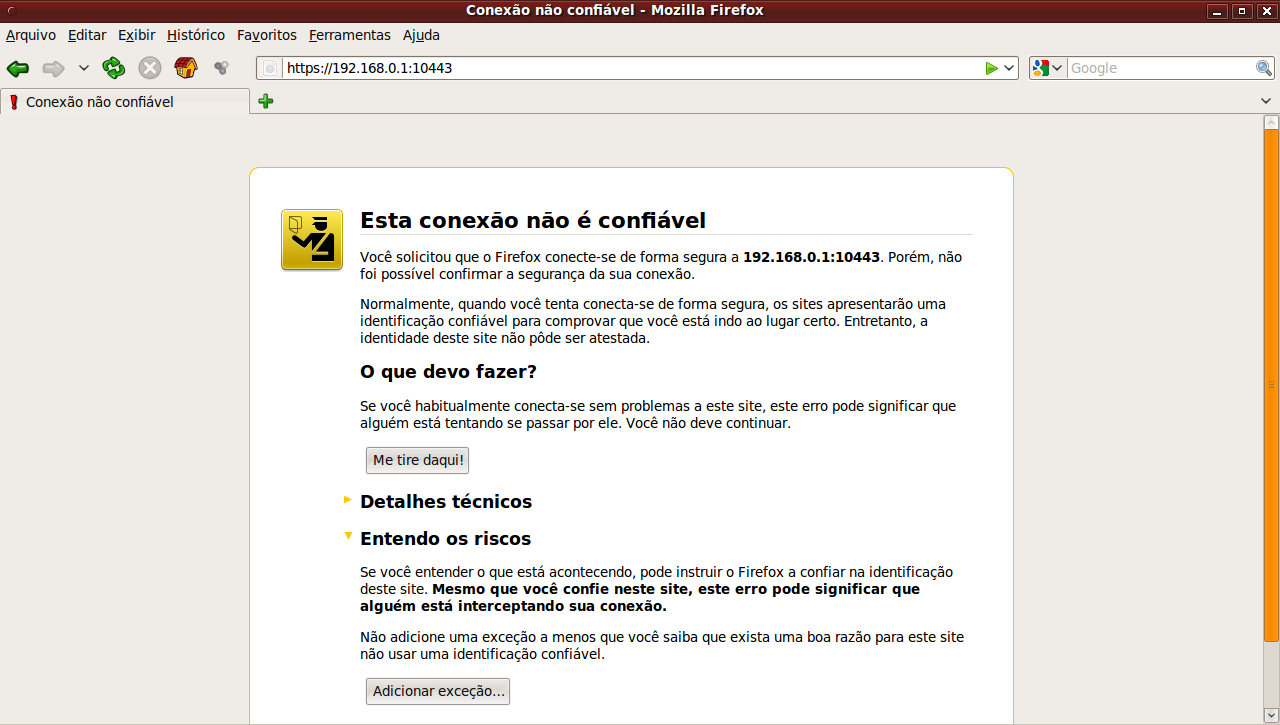 Conexão não confiável - Mozilla Firefox
Arquivo Editar Exibir Histórico Favoritos Ferramentas Ajuda
https://192.168.0.1:10443
Google
Conexão não confiável
Esta conexão não é confiável
Você solicitou que o Firefox conecte-se de forma segura a 192.168.0.1:10443. Porém, não
foi possível confirmar a segurança da sua conexão.
Normalmente, quando você tenta conecta-se de forma segura, os sites apresentarão uma
identificação confiável para comprovar que você está indo ao lugar certo. Entretanto, a
identidade deste site não pôde ser atestada.
O que devo fazer?
Se você habitualmente conecta-se sem problemas a este site, este erro pode significar que
alguém está tentando se passar por ele. Você não deve continuar.
Me tire daqui!
Detalhes técnicos
Entendo os riscos
Se você entender o que está acontecendo, pode instruir o Firefox a confiar na identificação
deste site. Mesmo que você confie neste site, este erro pode significar que
alguém está interceptando sua conexão.
Não adicione uma exceção a menos que você saiba que exista uma boa razão para este site
não usar uma identificação confiável.
Adicionar exceção...